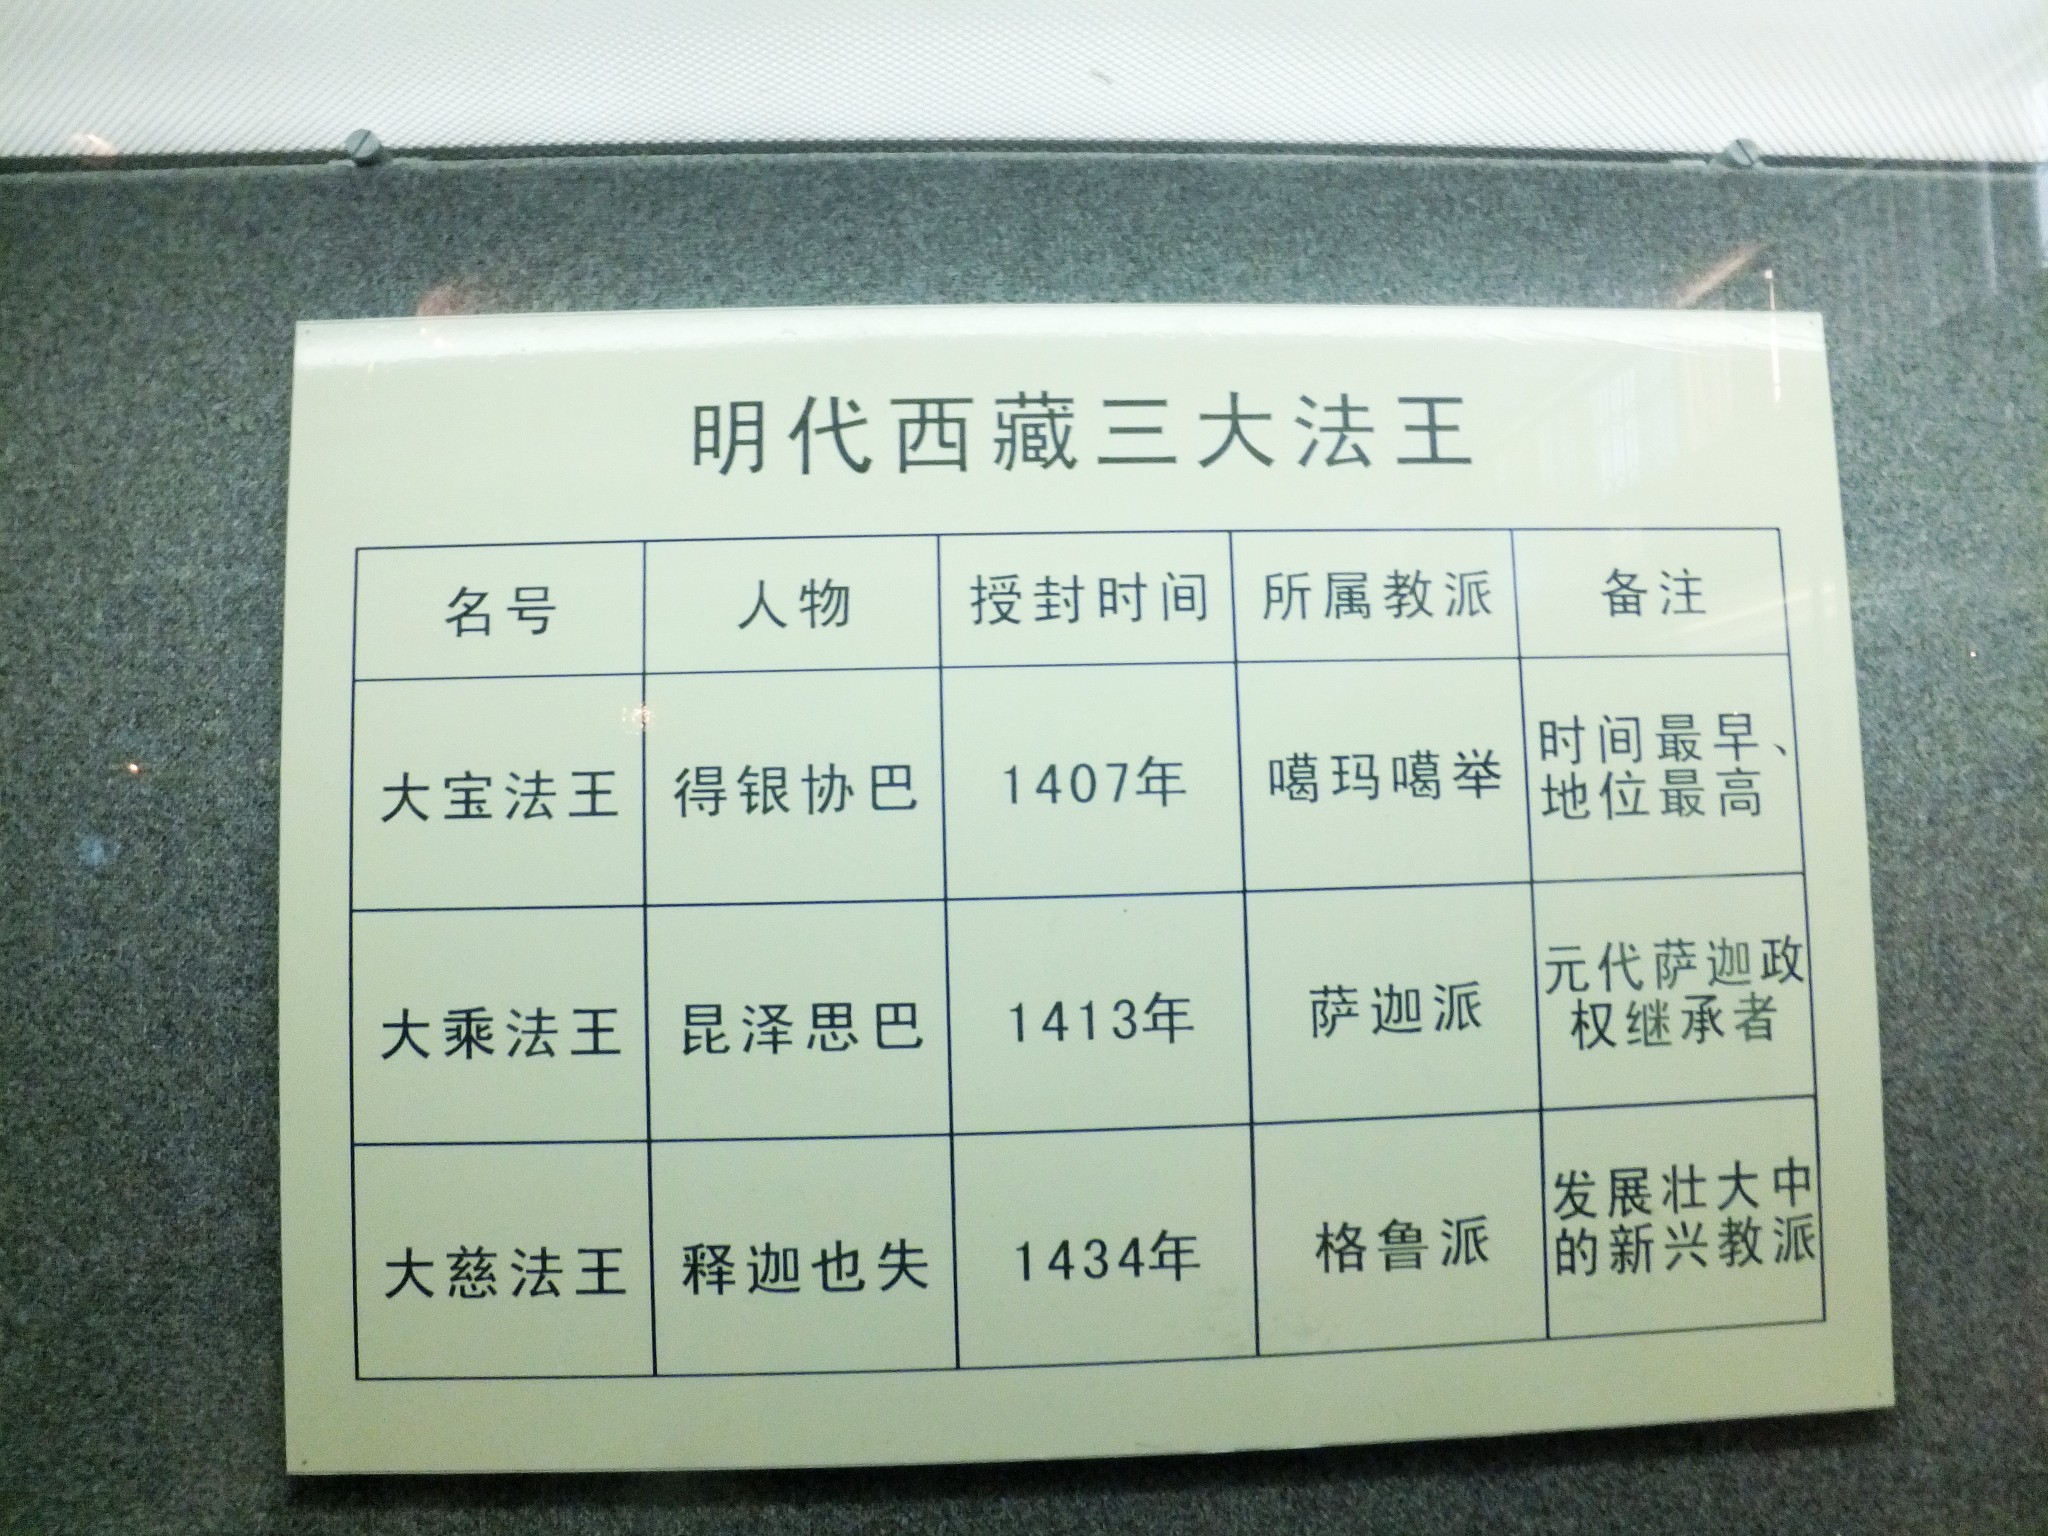 明代西藏三大法王
名号 人物 授封时间 所属教派 备注
大宝法王 得银协巴 1407年 噶玛噶举 时间最早、
地位最高
大乘法王 昆泽思巴 1413年 萨迦派 元代萨迦政
权继承者
大慈法王 释迦也失 1434年 格鲁派 发展壮大中
的新兴教派